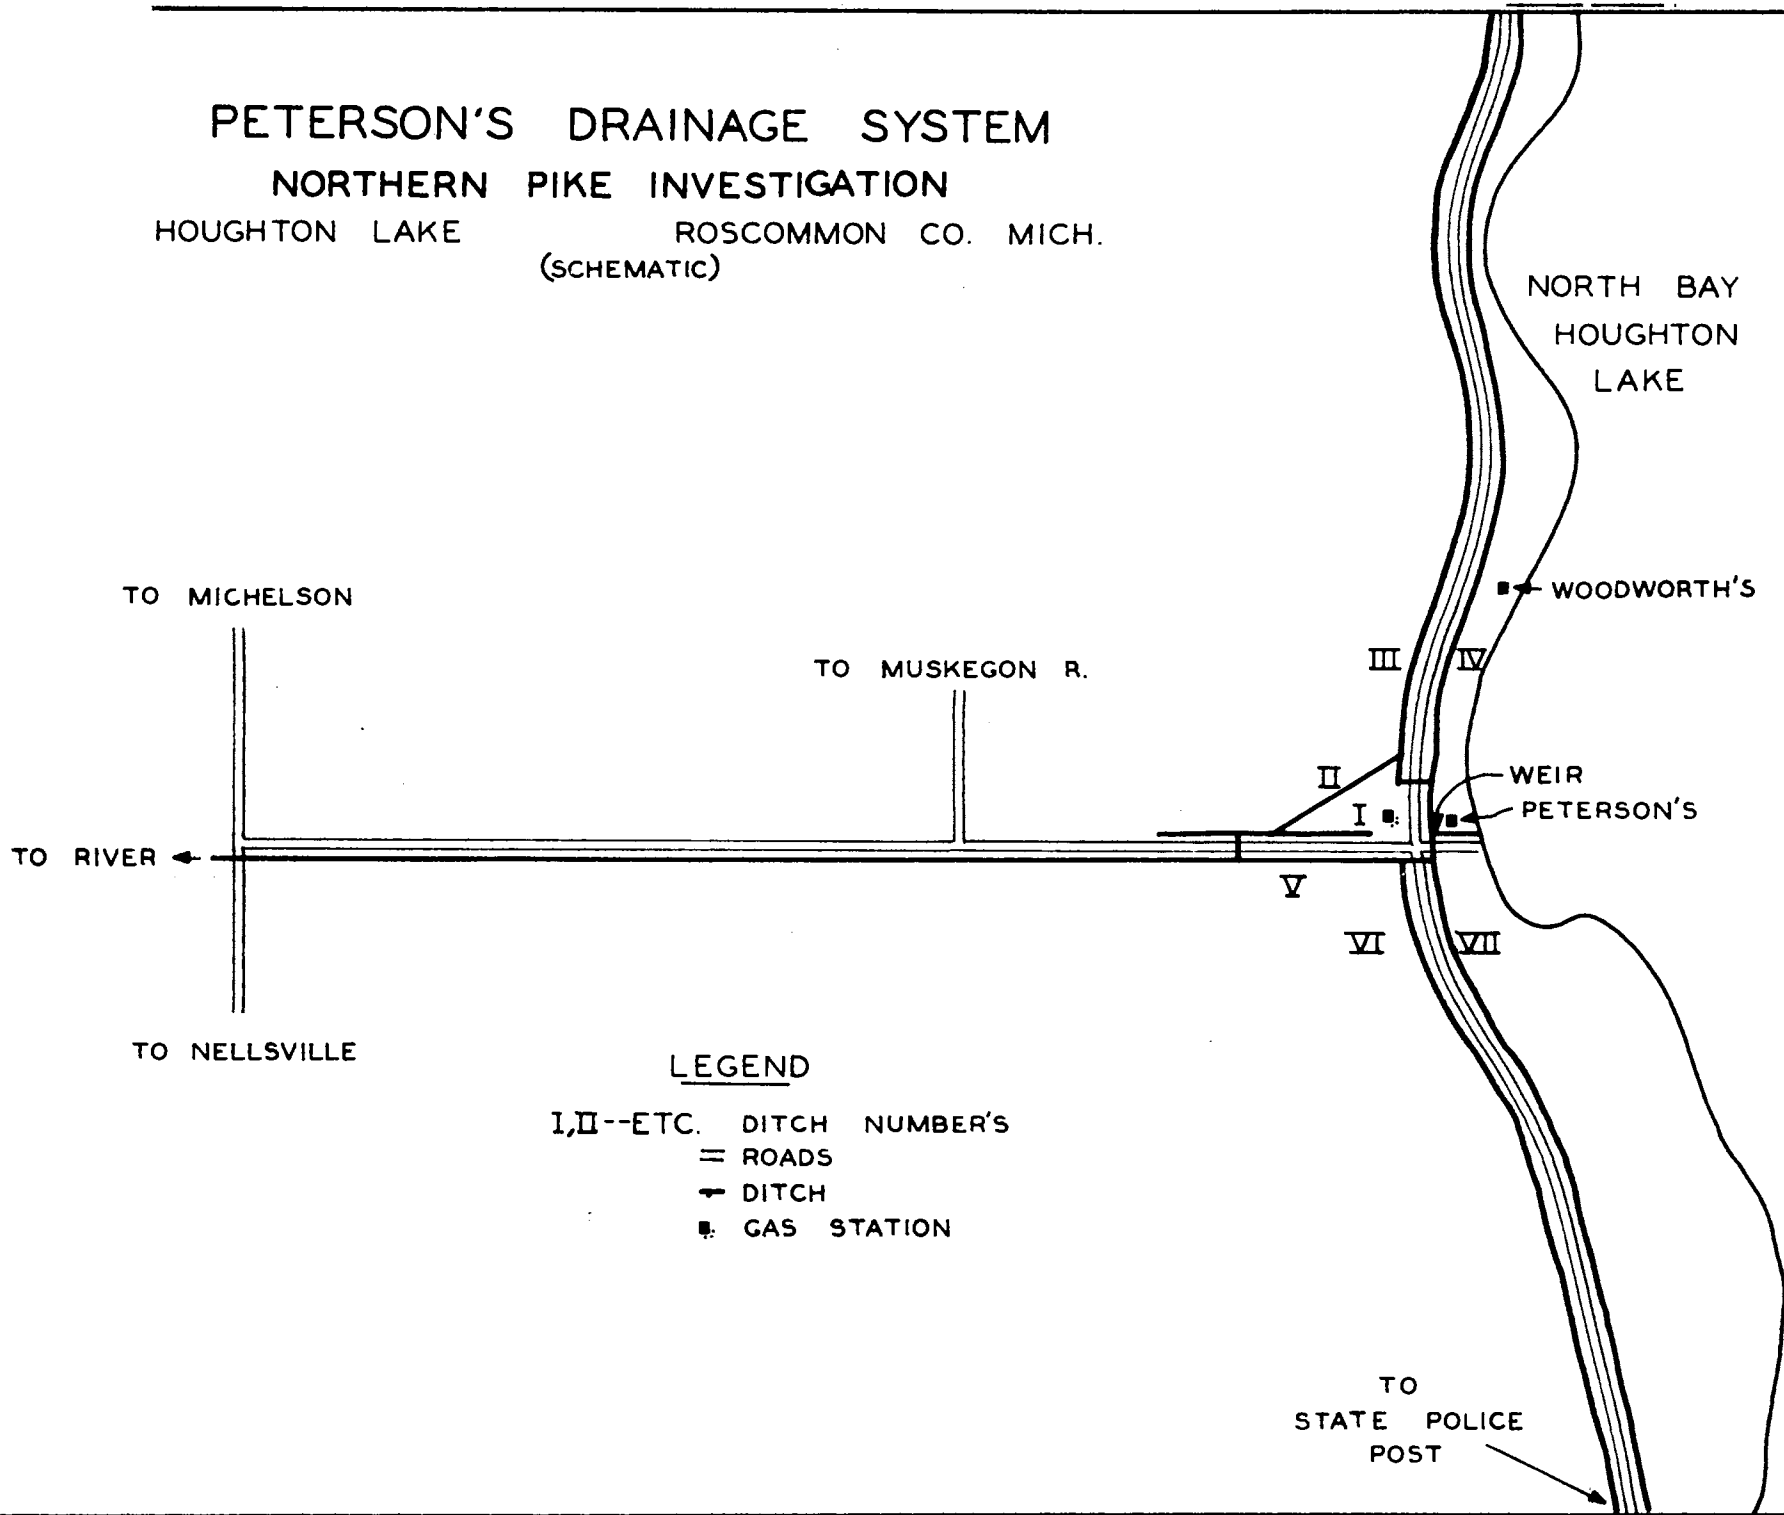 PETERSON'S DRAINAGE SYSTEM
NORTHERN PIKE INVESTIGATION
HOUGHTON LAKE ROSCOMMON CO. MICH.
(SCHEMATIC)
NORTH BAY
HOUGHTON
LAKE
WOODWORTH'S
TO MICHELSON
TO MUSKEGON R.
III
IV
II
WEIR
I
PETERSON'S
TO RIVER
V
VI
VII
TO NELLSVILLE
LEGEND
I,II--ETC. DITCH NUMBER'S
= ROADS
DITCH
GAS STATION
TO
STATE POLICE
POST